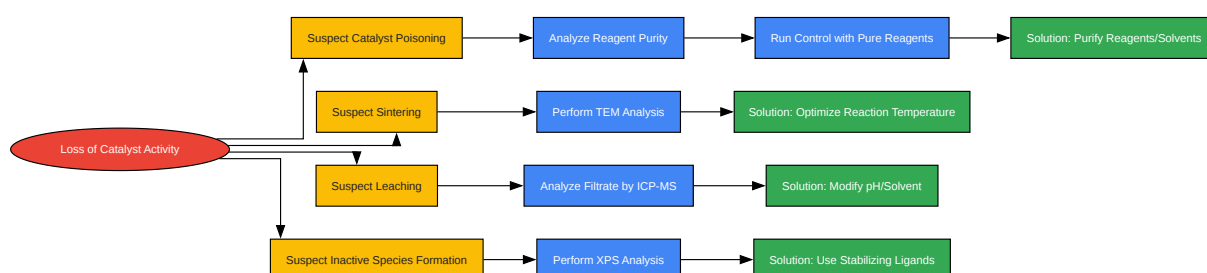 Suspect Catalyst Poisoning
Analyze Reagent Purity
Run Control with Pure Reagents
Solution: Purify Reagents/Solvents
Suspect Sintering
Perform TEM Analysis
Solution: Optimize Reaction Temperature
Loss of Catalyst Activity
Suspect Leaching
Analyze Filtrate by ICP-MS
Solution: Modify pH/Solvent
Suspect Inactive Species Formation
Perform XPS Analysis
Solution: Use Stabilizing Ligands